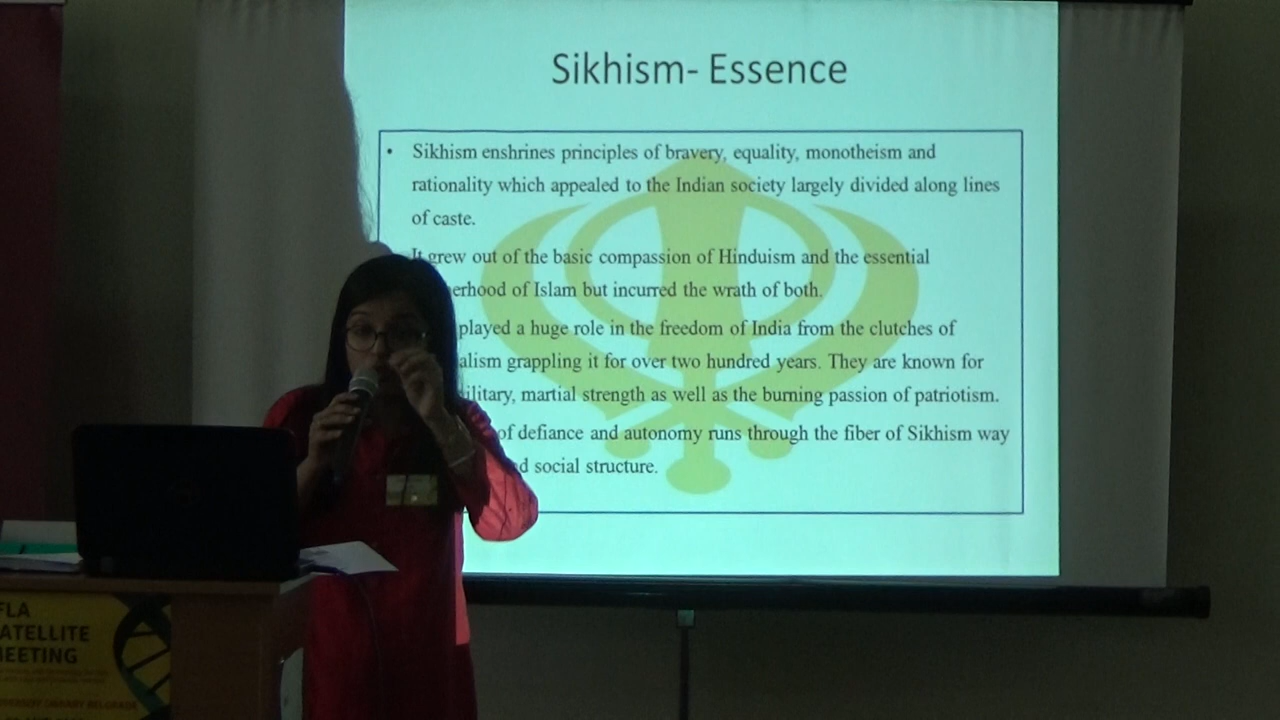 Sikhism- Essence
• Sikhism enshrines principles of bravery, equality, monotheism and
rationality which appealed to the Indian society largely divided along lines
of caste.
It grew out of the basic compassion of Hinduism and the essential
erhood of Islam but incurred the wrath of both.
played a huge role in the freedom of India from the clutches of
alism grappling it for over two hundred years. They are known for
ilitary, martial strength as well as the burning passion of patriotism.
of defiance and autonomy runs through the fiber of Sikhism way
d social structure.
FLA
ATELLITE
MEETING